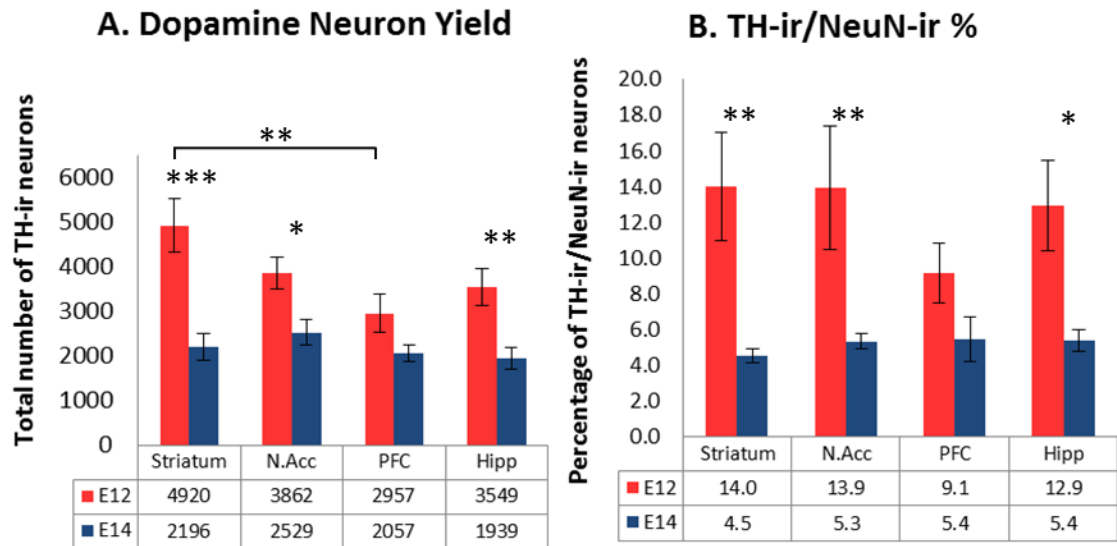 A. Dopamine Neuron Yield
Total number of TH-ir neurons
6000
5000
4000
3000
2000
1000
0
**
***
*
**
Striatum N.Acc PFC Hipp
E12 4920 3862 2957 3549
E14 2196 2529 2057 1939
B. TH-ir/NeuN-ir %
Percentage of TH-ir/NeuN-ir neurons
20.0
18.0
16.0
14.0
12.0
10.0
8.0
6.0
4.0
2.0
0.0
**
**
*
Striatum N.Acc PFC Hipp
E12 14.0 13.9 9.1 12.9
E14 4.5 5.3 5.4 5.4